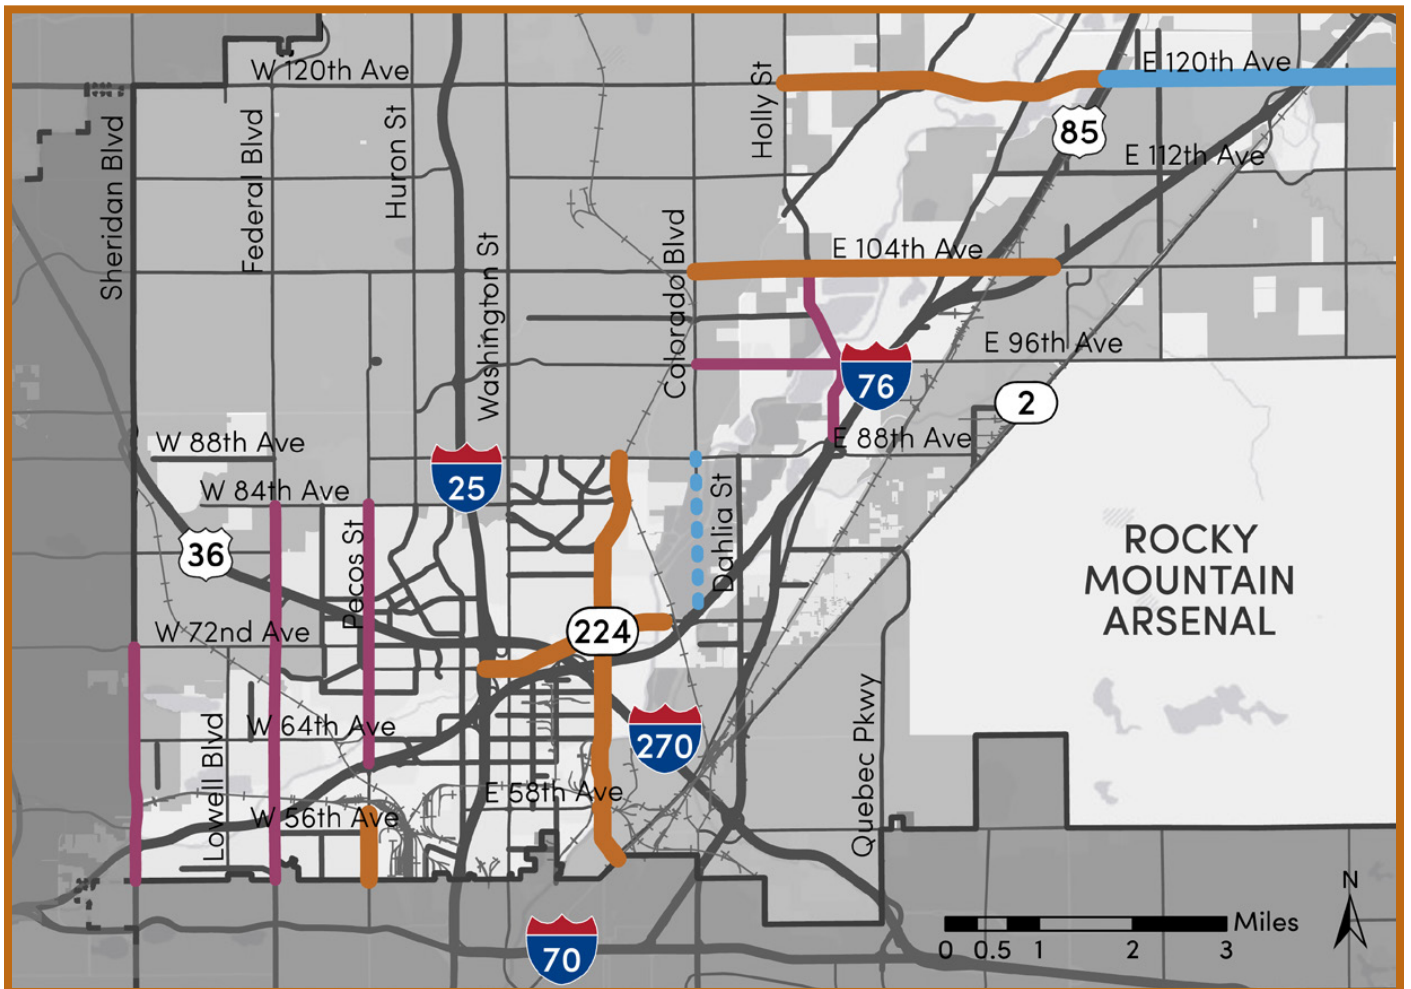 W 120th Ave
E 120th Ave
Holly St
85
Sheridan Blvd
Federal Blvd
Huron St
E 112th Ave
Washington St
Colorado Blvd
E 104th Ave
E 96th Ave
76
2
W 88th Ave
E 88th Ave
25
W 84th Ave
Dahlia St
36
Pecos St
ROCKY
MOUNTAIN
ARSENAL
224
W 72nd Ave
W 64th Ave
Lowell Blvd
270
Quebec Pkwy
E 58th Ave
W 56th Ave
N
Miles
0 0.5 1 2 3
70